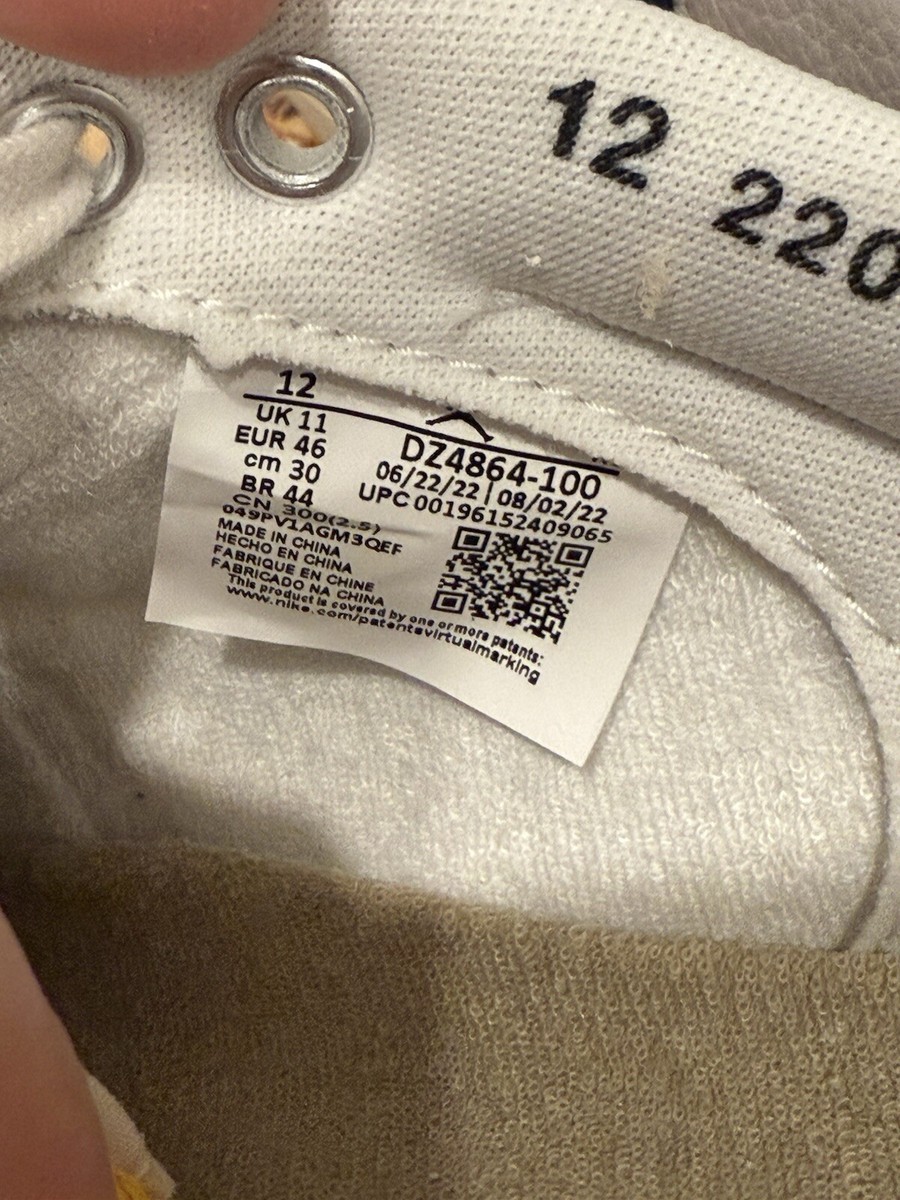 12 220
12
UK 11
EUR 46
cm 30
BR 44
CN 300(2.5)
DZ4864-100
06/22/22 | 08/02/22
UPC 00196152409065
049PV1AGM3QEF
MADE IN CHINA
HECHO EN CHINA
FABRIQUE EN CHINE
FABRICADO NA CHINA
This product is covered by one or more patents:
www.nike.com/patentsvirtualmarking